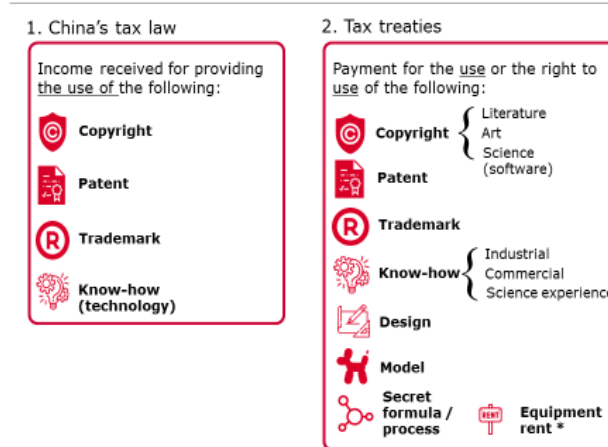 1. China's tax law
Income received for providing
the use of the following:
©
Copyright
Patent
®
Trademark
Know-how
(technology)
2. Tax treaties
Payment for the use or the right to
use of the following:
©
Copyright
Literature
Art
Science
(software)
Patent
®
Trademark
Know-how
Industrial
Commercial
Science experience
Design
Model
Secret
formula /
process
RENT
Equipment
rent *